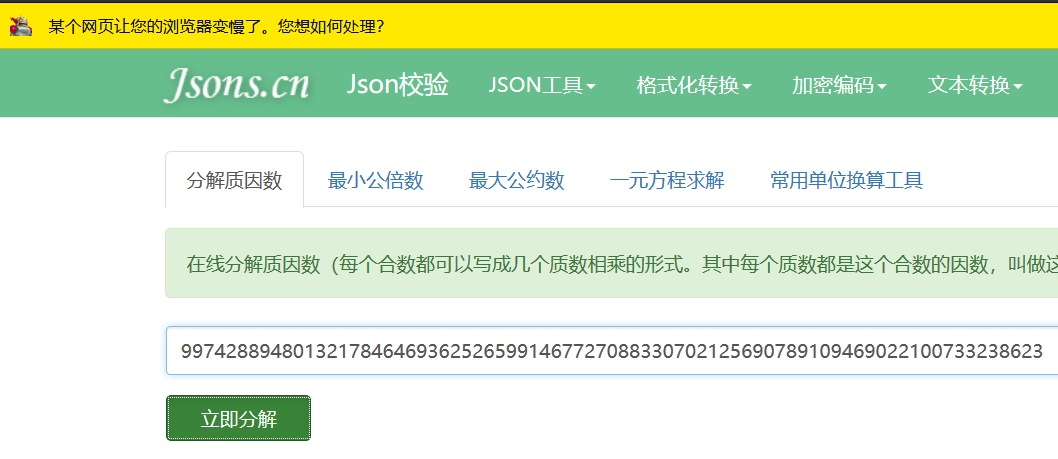 某个网页让您的浏览器变慢了。您想如何处理？
Jsons.cn Json校验 JSON工具 格式化转换 加密编码 文本转换
分解质因数 最小公倍数 最大公约数 一元方程求解 常用单位换算工具
在线分解质因数（每个合数都可以写成几个质数相乘的形式。其中每个质数都是这个合数的因数，叫做这
99742889480132178464693625265991467727088330702125690789109469022100733238623
立即分解